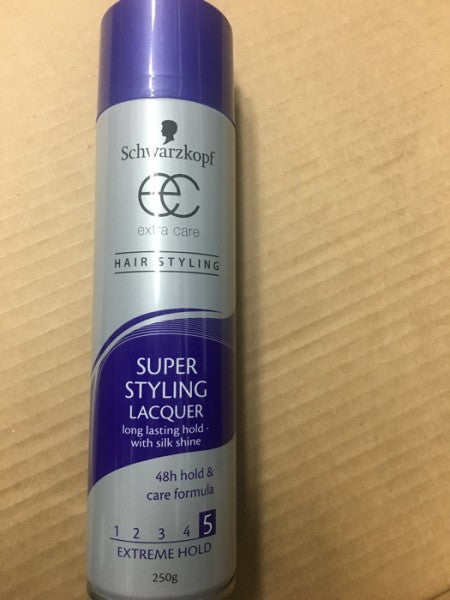 Schwarzkopf
ec
extra care
HAIR STYLING
SUPER
STYLING
LACQUER
long lasting hold -
with silk shine
48h hold &
care formula
1 2 3 4 5
EXTREME HOLD
250g